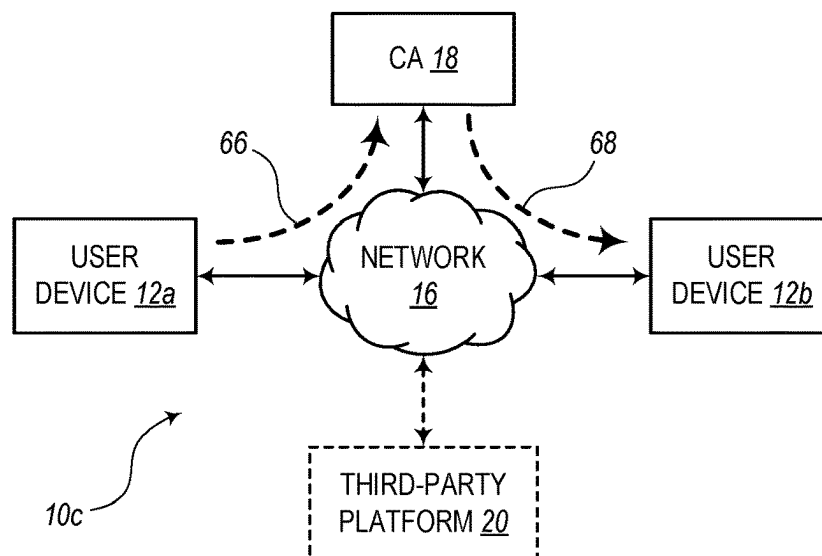 CA 18
66
68
USER
DEVICE 12a
NETWORK
16
USER
DEVICE 12b
10c
THIRD-PARTY
PLATFORM 20